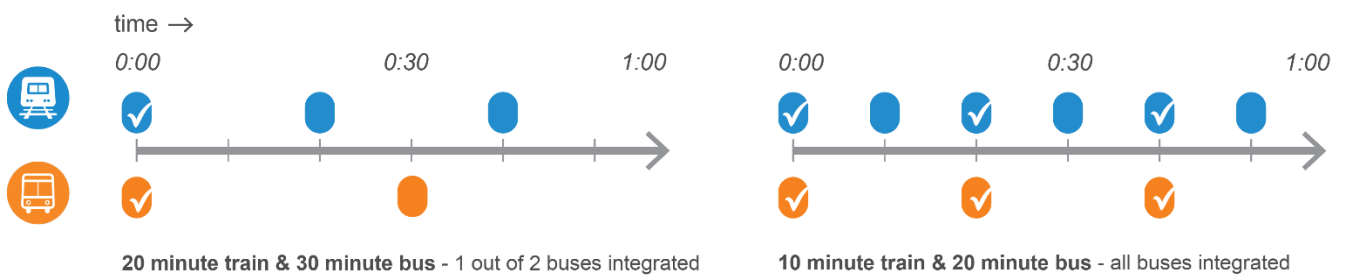 time →
0:00 0:30 1:00
0:00 0:30 1:00
20 minute train & 30 minute bus - 1 out of 2 buses integrated
10 minute train & 20 minute bus - all buses integrated